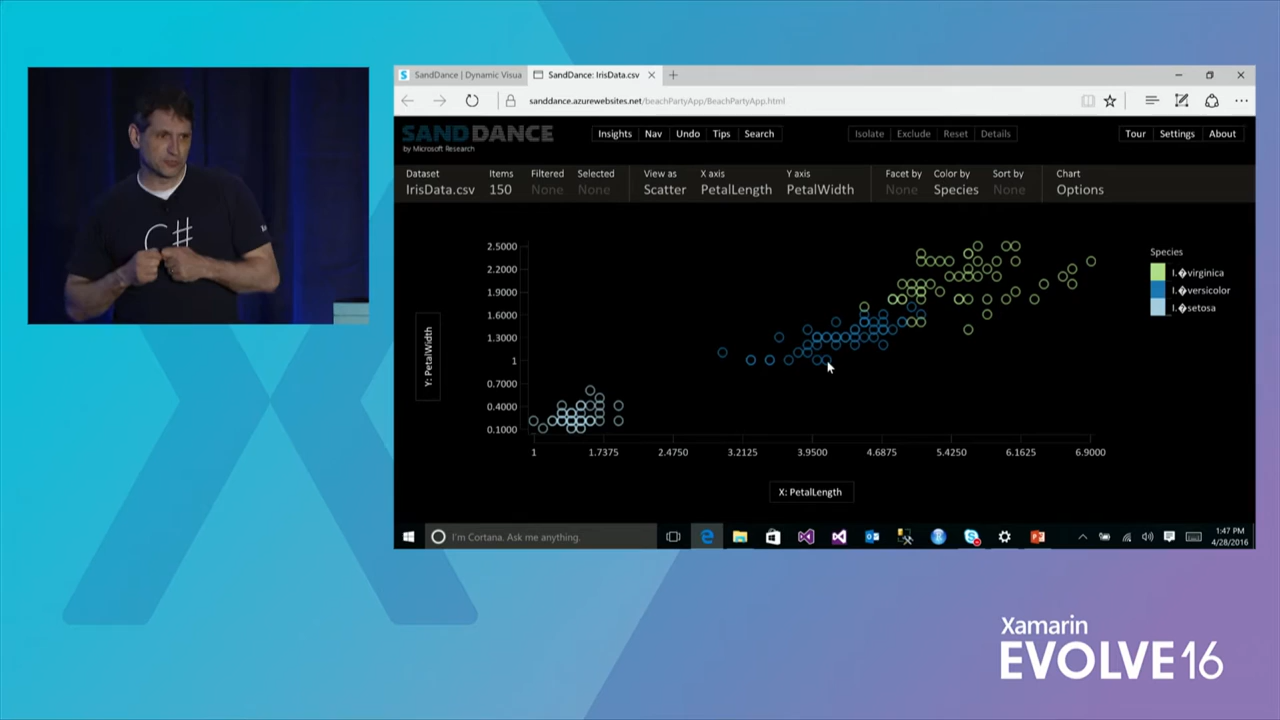 C#
SandDance | Dynamic Visua
SandDance: IrisData.csv
sanddance.azurewebsites.net/beachPartyApp/BeachPartyApp.html
SANDDANCE
by Microsoft Research
Insights Nav Undo Tips Search Isolate Exclude Reset Details Tour Settings About
Dataset Items Filtered Selected View as X axis Y axis Facet by Color by Sort by Chart
IrisData.csv 150 None None Scatter PetalLength PetalWidth None Species None Options
2.5000
2.2000
1.9000
1.6000
1.3000
1
0.7000
0.4000
0.1000
Y: PetalWidth
1 1.7375 2.4750 3.2125 3.9500 4.6875 5.4250 6.1625 6.9000
X: PetalLength
Species
I.�virginica
I.�versicolor
I.�setosa
I'm Cortana. Ask me anything.
1:47 PM
4/28/2016
Xamarin
EVOLVE 16